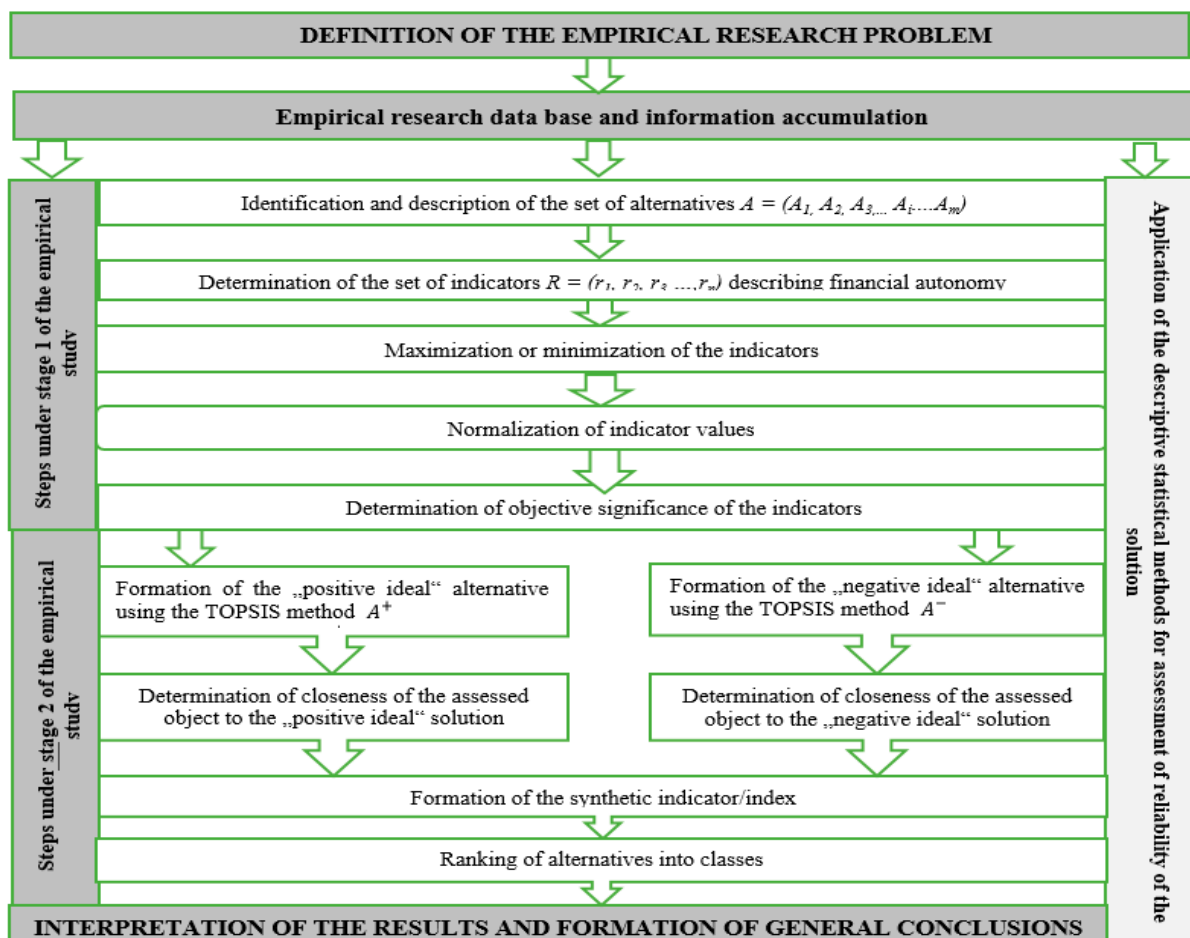 DEFINITION OF THE EMPIRICAL RESEARCH PROBLEM
Empirical research data base and information accumulation
Steps under stage 1 of the empirical
study
Identification and description of the set of alternatives A = (A1, A2, A3,... Ai....Am)
Determination of the set of indicators R = (r1, r2, r3 ...,rn) describing financial autonomy
Maximization or minimization of the indicators
Normalization of indicator values
Determination of objective significance of the indicators
Steps under stage 2 of the empirical
study
Formation of the „positive ideal“ alternative
using the TOPSIS method A⁺
Formation of the „negative ideal“ alternative
using the TOPSIS method A⁻
Determination of closeness of the assessed
object to the „positive ideal“ solution
Determination of closeness of the assessed
object to the „negative ideal“ solution
Formation of the synthetic indicator/index
Ranking of alternatives into classes
Application of the descriptive statistical methods for assessment of reliability of the
solution
INTERPRETATION OF THE RESULTS AND FORMATION OF GENERAL CONCLUSIONS